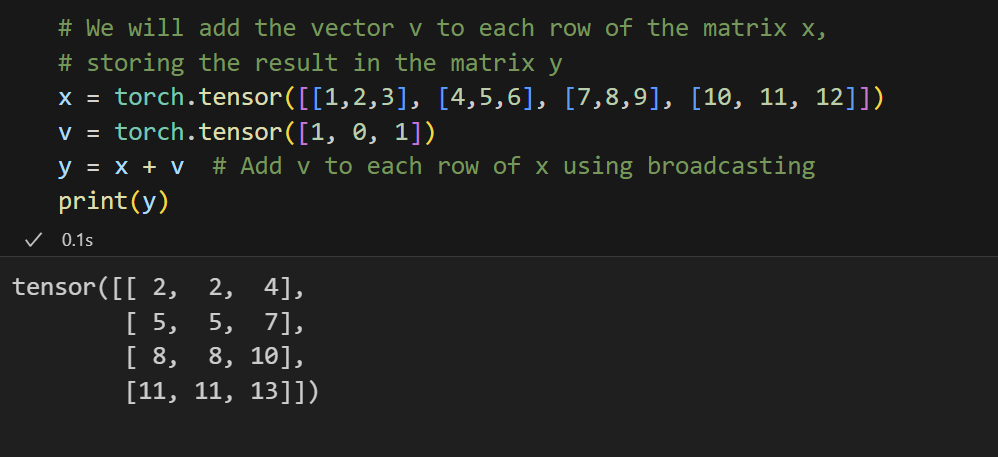 # We will add the vector v to each row of the matrix x,
# storing the result in the matrix y
x = torch.tensor([[1,2,3], [4,5,6], [7,8,9], [10, 11, 12]])
v = torch.tensor([1, 0, 1])
y = x + v  # Add v to each row of x using broadcasting
print(y)
✓ 0.1s
tensor([[ 2,  2,  4],
        [ 5,  5,  7],
        [ 8,  8, 10],
        [11, 11, 13]])